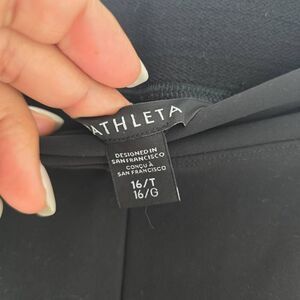 ATHLETA
DESIGNED IN
SAN FRANCISCO
CONÇU À
SAN FRANCISCO
16/T
16/G